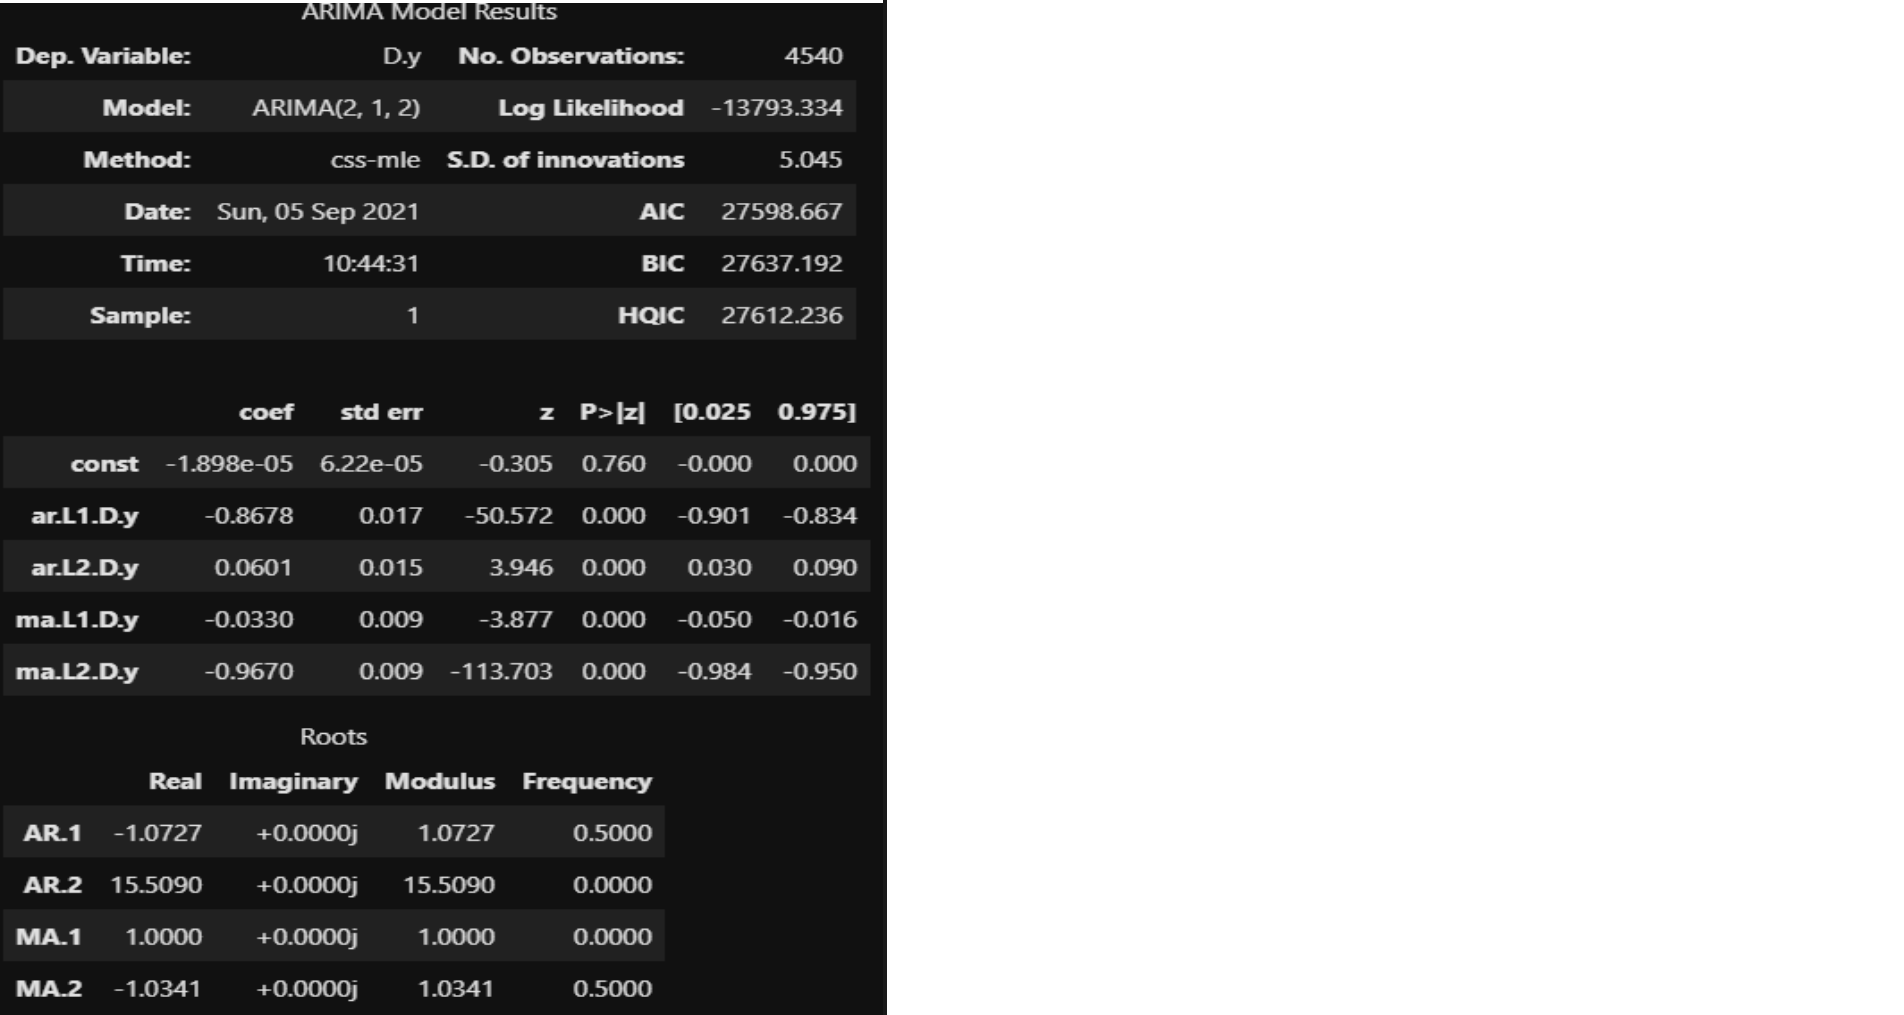 ARIMA Model Results
Dep. Variable: D.y No. Observations: 4540
Model: ARIMA(2, 1, 2) Log Likelihood -13793.334
Method: css-mle S.D. of innovations 5.045
Date: Sun, 05 Sep 2021 AIC 27598.667
Time: 10:44:31 BIC 27637.192
Sample: 1 HQIC 27612.236
coef std err z P>|z| [0.025 0.975]
const -1.898e-05 6.22e-05 -0.305 0.760 -0.000 0.000
ar.L1.D.y -0.8678 0.017 -50.572 0.000 -0.901 -0.834
ar.L2.D.y 0.0601 0.015 3.946 0.000 0.030 0.090
ma.L1.D.y -0.0330 0.009 -3.877 0.000 -0.050 -0.016
ma.L2.D.y -0.9670 0.009 -113.703 0.000 -0.984 -0.950
Roots
Real Imaginary Modulus Frequency
AR.1 -1.0727 +0.0000j 1.0727 0.5000
AR.2 15.5090 +0.0000j 15.5090 0.0000
MA.1 1.0000 +0.0000j 1.0000 0.0000
MA.2 -1.0341 +0.0000j 1.0341 0.5000